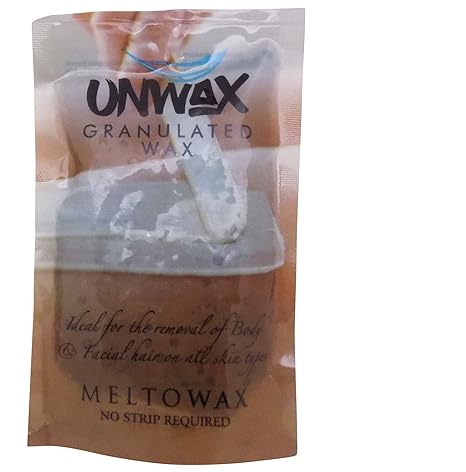 UNWAX
GRANULATED
WAX
Ideal for the removal of Body
& Facial hair on all skin types
MELTOWAX
NO STRIP REQUIRED